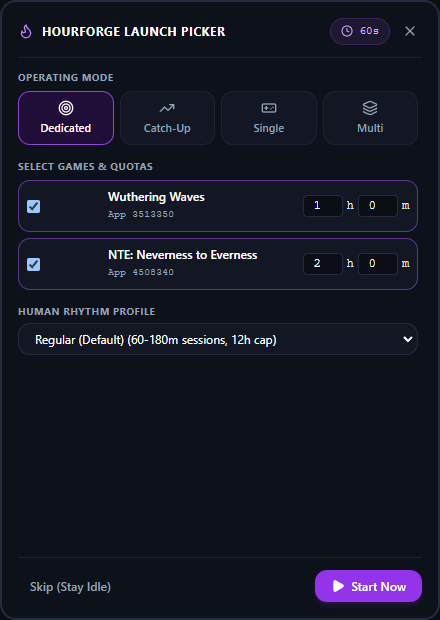 HOURFORGE LAUNCH PICKER
60s
OPERATING MODE
Dedicated
Catch-Up
Single
Multi
SELECT GAMES & QUOTAS
Wuthering Waves
1 h 0 m
App 3513350
NTE: Neverness to Everness
2 h 0 m
App 4508340
HUMAN RHYTHM PROFILE
Regular (Default) (60-180m sessions, 12h cap)
Skip (Stay Idle)
Start Now